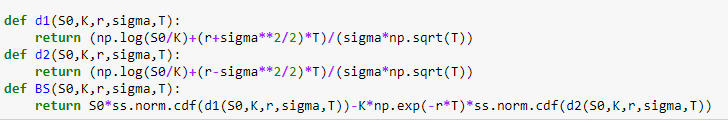 def d1(S0,K,r,sigma,T):
    return (np.log(S0/K)+(r+sigma**2/2)*T)/(sigma*np.sqrt(T))
def d2(S0,K,r,sigma,T):
    return (np.log(S0/K)+(r-sigma**2/2)*T)/(sigma*np.sqrt(T))
def BS(S0,K,r,sigma,T):
    return S0*ss.norm.cdf(d1(S0,K,r,sigma,T))-K*np.exp(-r*T)*ss.norm.cdf(d2(S0,K,r,sigma,T))